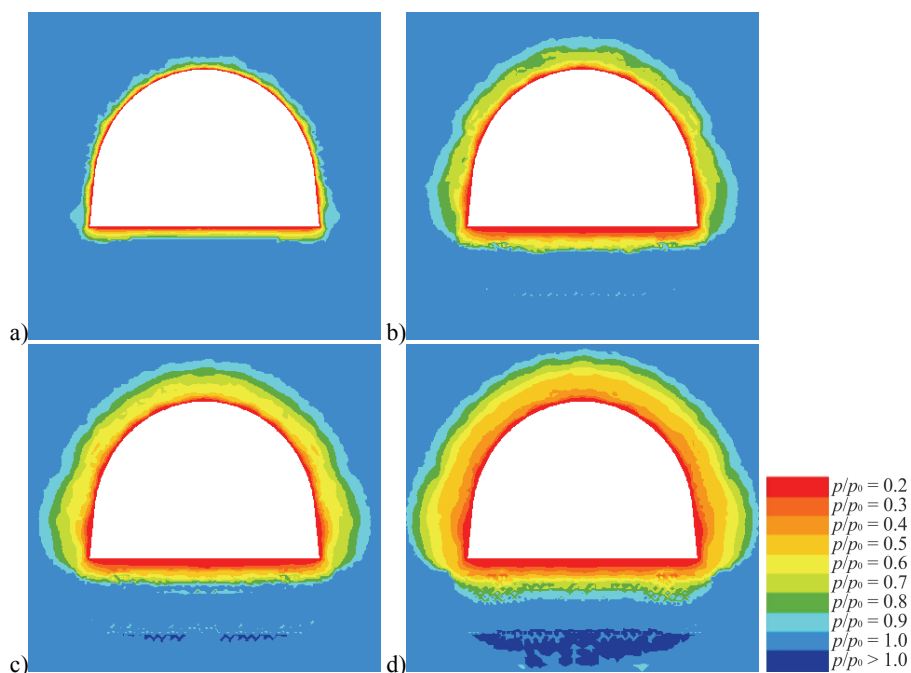 a)
b)
c)
d)
p/p₀ = 0.2
p/p₀ = 0.3
p/p₀ = 0.4
p/p₀ = 0.5
p/p₀ = 0.6
p/p₀ = 0.7
p/p₀ = 0.8
p/p₀ = 0.9
p/p₀ = 1.0
p/p₀ > 1.0